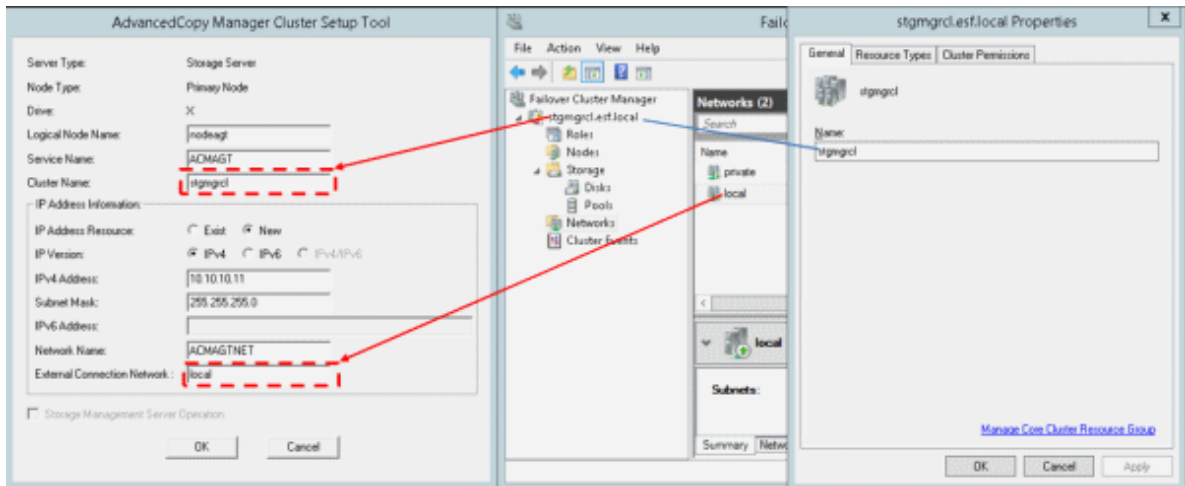 AdvancedCopy Manager Cluster Setup Tool
Server Type: Storage Server
Node Type: Primary Node
Drive: X
Logical Node Name: nodeagt
Service Name: ACMAGT
Cluster Name: stgmgrcl
IP Address Information:
IP Address Resource: Exist New
IP Version: IPv4 IPv6 IPv4/IPv6
IPv4 Address: 10.10.10.11
Subnet Mask: 255.255.255.0
IPv6 Address:
Network Name: ACMAGTNET
External Connection Network: local
Storage Management Server Operation
OK Cancel
Failc
File Action View Help
Failover Cluster Manager
stgmgrcl.esf.local
Roles
Nodes
Storage
Disks
Pools
Networks
Cluster Events
Networks (2)
Search
Name
private
local
local
Subnets:
Summary Netwo
stgmgrcl.esf.local Properties
X
General Resource Types Cluster Permissions
stgmgrcl
Name:
stgmgrcl
Manage Core Cluster Resource Group
OK Cancel Apply